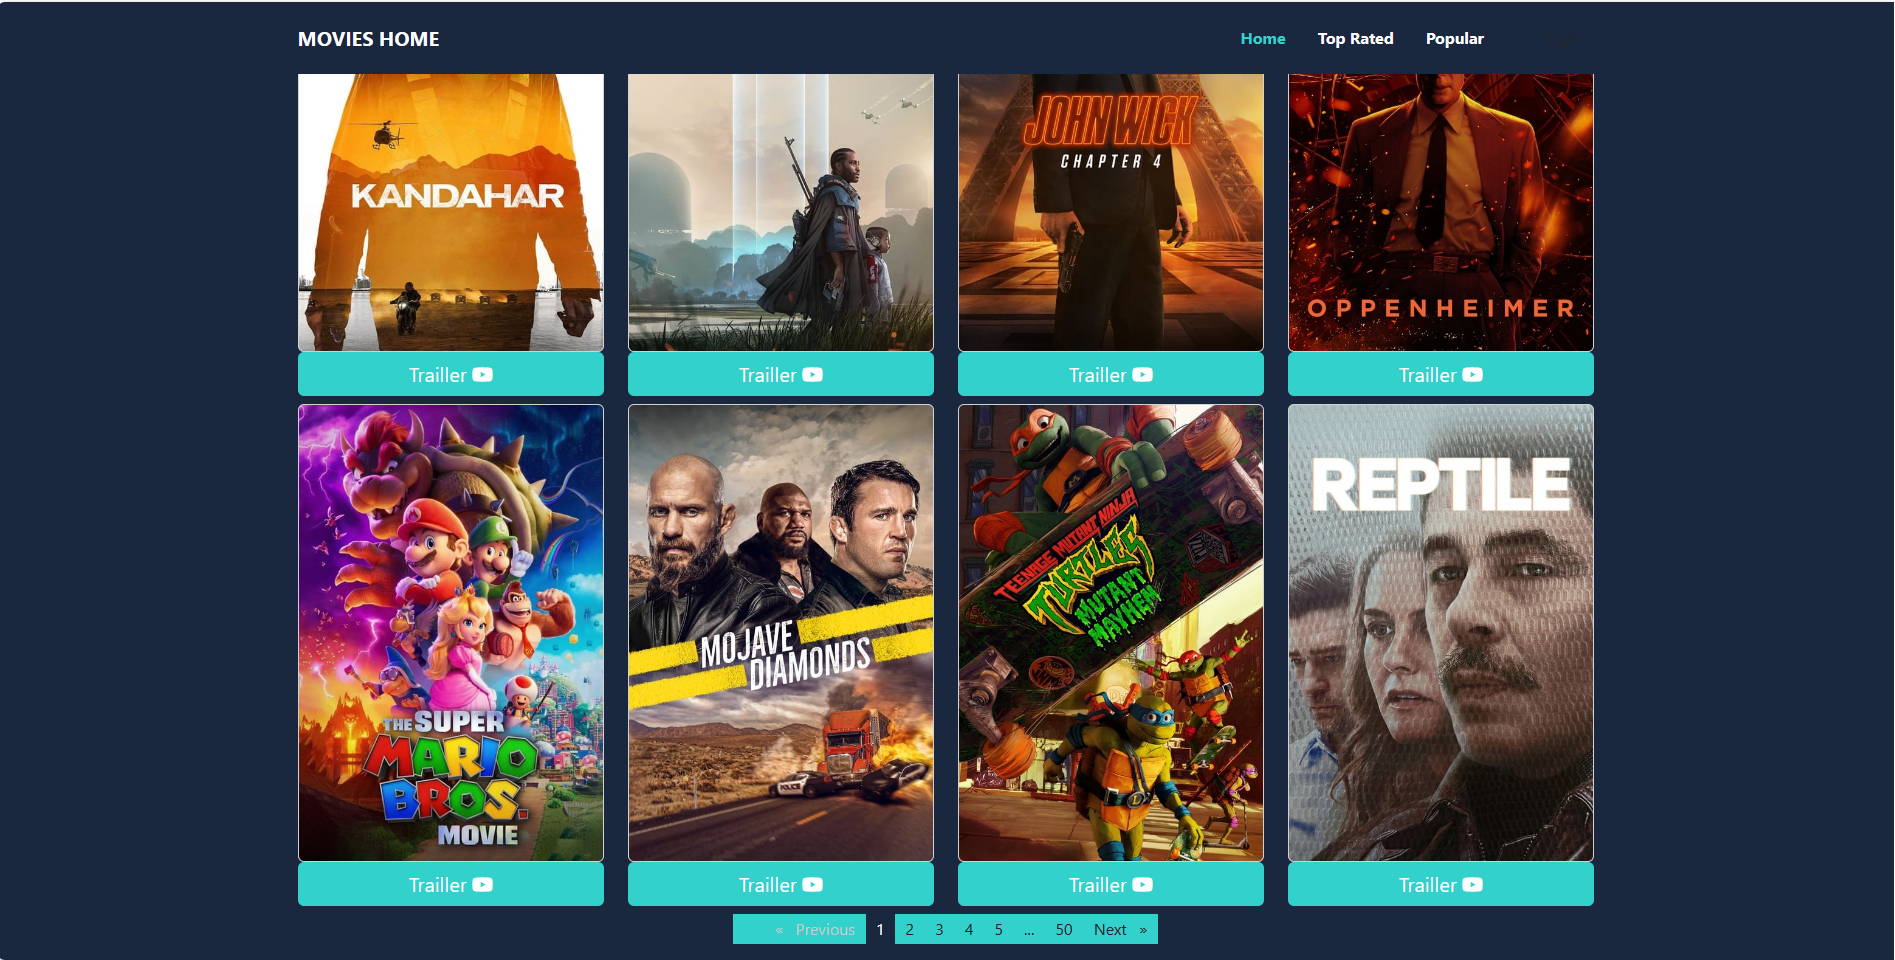 MOVIES HOME
Home Top Rated Popular
KANDAHAR
JOHN WICK
CHAPTER 4
OPPENHEIMER
Trailler Trailler Trailler Trailler
THE SUPER
MARIO
BROS.
MOVIE
MOJAVE
DIAMONDS
POLICE
TEENAGE MUTANT NINJA
TURTLES
MUTANT
MAYHEM
REPTILE
Trailler Trailler Trailler Trailler
« Previous 1 2 3 4 5 ... 50 Next »